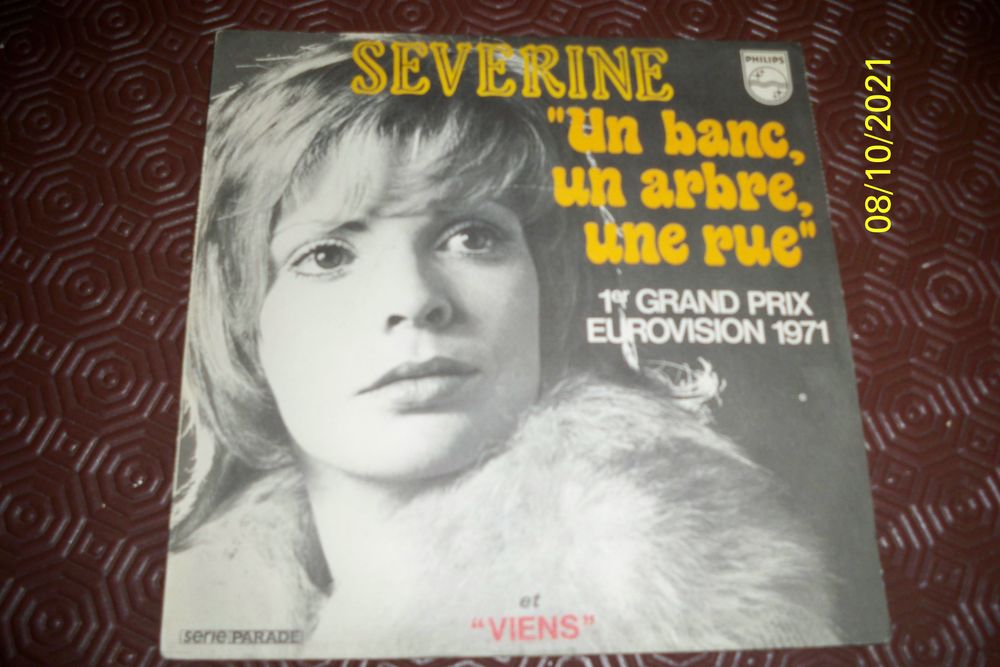 SEVERINE
PHILIPS
"Un banc,
un arbre,
une rue"
1er GRAND PRIX
EUROVISION 1971
et
"VIENS"
serie PARADE
08/10/2021